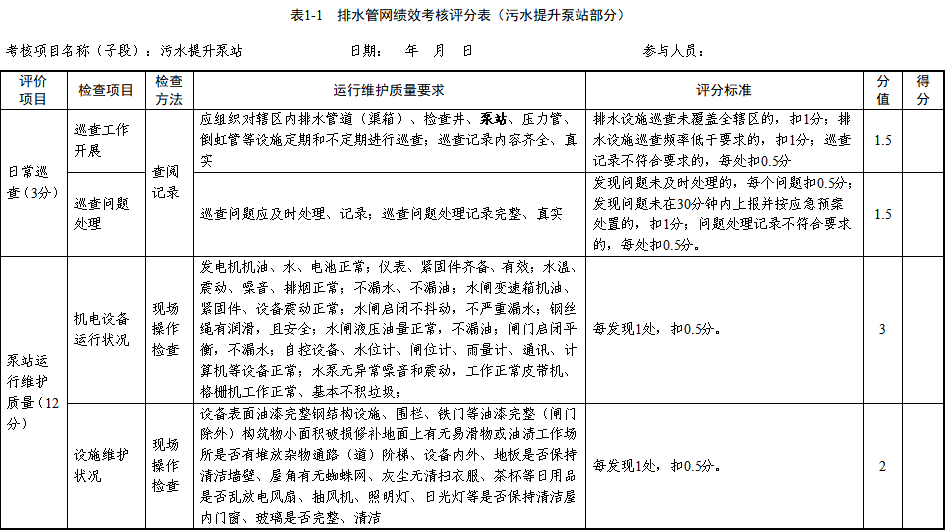 表1-1 排水管网绩效考核评分表（污水提升泵站部分）
考核项目名称（子段）：污水提升泵站 日期： 年 月 日 参与人员：
评价项目 检查项目 检查方法 运行维护质量要求 评分标准 分值 得分
日常巡查(3分)
巡查工作开展
查阅记录
应组织对辖区内排水管道（渠箱）、检查井、泵站、压力管、
倒虹管等设施定期和不定期进行巡查；巡查记录内容齐全、真
实
排水设施巡查未覆盖全辖区的，扣1分；排
水设施巡查频率低于要求的，扣1分；巡查
记录不符合要求的，每处扣0.5分
1.5
巡查问题处理
巡查问题应及时处理、记录；巡查问题处理记录完整、真实
发现问题未及时处理的，每个问题扣0.5分；
发现问题未在30分钟内上报并按应急预案
处置的，扣1分；问题处理记录不符合要求
的，每处扣0.5分。
1.5
泵站运行维护质量(12分)
机电设备运行状况
现场操作检查
发电机机油、水、电池正常；仪表、紧固件齐备、有效；水温、
震动、噪音、排烟正常；不漏水、不漏油；水闸变速箱机油、
紧固件、设备震动正常；水闸启闭不抖动，不严重漏水；钢丝
绳有润滑，且安全；水闸液压油量正常，不漏油；闸门启闭平
衡，不漏水；自控设备、水位计、闸位计、雨量计、通讯、计
算机等设备正常；水泵无异常噪音和震动，工作正常皮带机、
格栅机工作正常、基本不积垃圾；
每发现1处，扣0.5分。
3
设施维护状况
现场操作检查
设备表面油漆完整钢结构设施、围栏、铁门等油漆完整（闸门
除外）构筑物小面积破损修补地面上有无易滑物或油渍工作场
所是否有堆放杂物通路（道）阶梯、设备内外、地板是否保持
清洁墙壁、屋角有无蜘蛛网、灰尘无清扫衣服、茶杯等日用品
是否乱放电风扇、抽风机、照明灯、日光灯等是否保持清洁屋
内门窗、玻璃是否完整、清洁
每发现1处，扣0.5分。
2